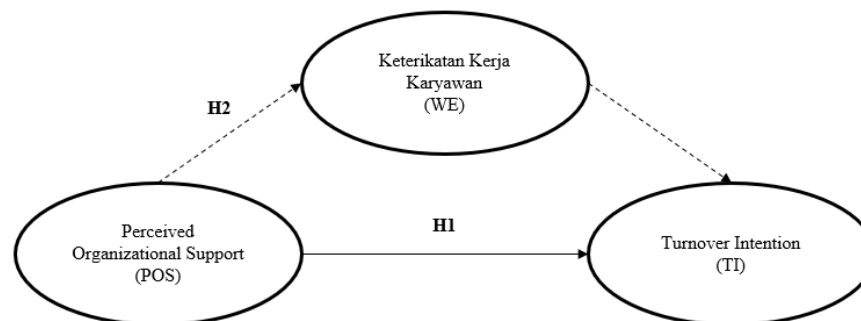 Keterikatan Kerja
Karyawan
(WE)
H2
Perceived
Organizational Support
(POS)
H1
Turnover Intention
(TI)